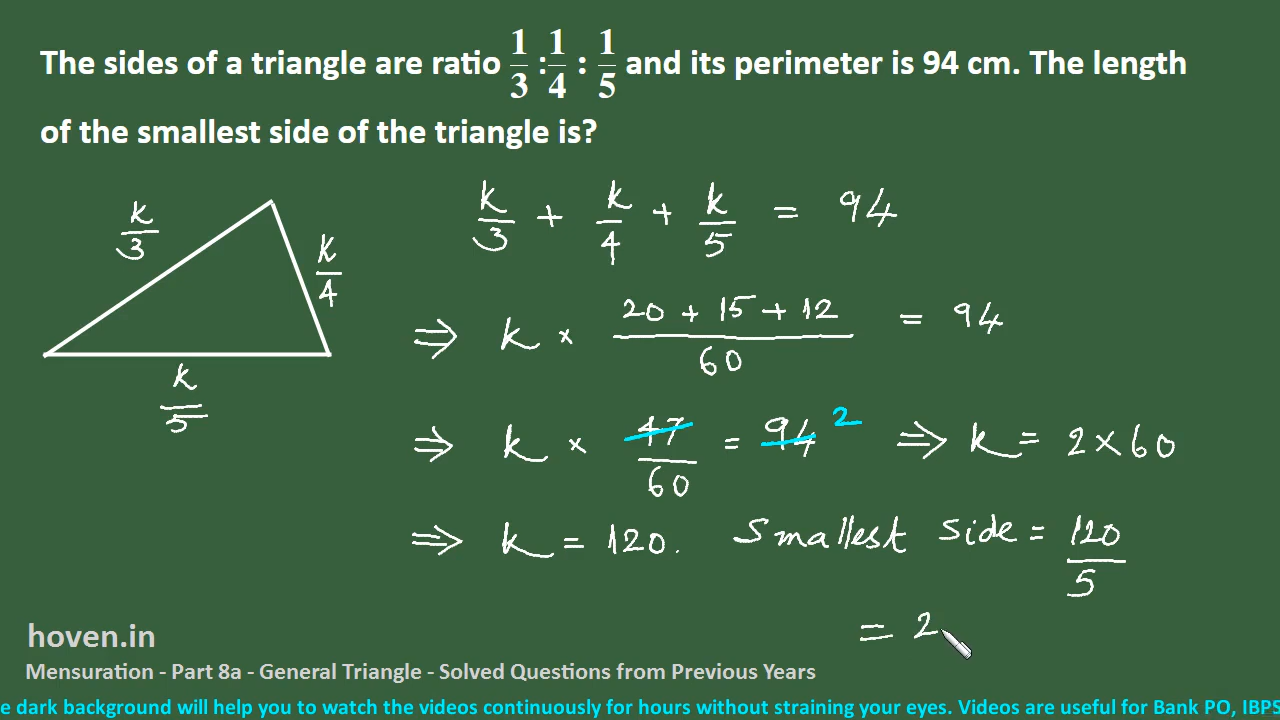 The sides of a triangle are ratio 1/3 : 1/4 : 1/5 and its perimeter is 94 cm. The length
of the smallest side of the triangle is?
k/3
k/4
k/5
k/3 + k/4 + k/5 = 94
⇒ k × (20 + 15 + 12)/60 = 94
⇒ k × 47/60 = 94 2 ⇒ k = 2 × 60
⇒ k = 120. Smallest side = 120/5
= 2
hoven.in
Mensuration - Part 8a - General Triangle - Solved Questions from Previous Years
e dark background will help you to watch the videos continuously for hours without straining your eyes. Videos are useful for Bank PO, IBPS